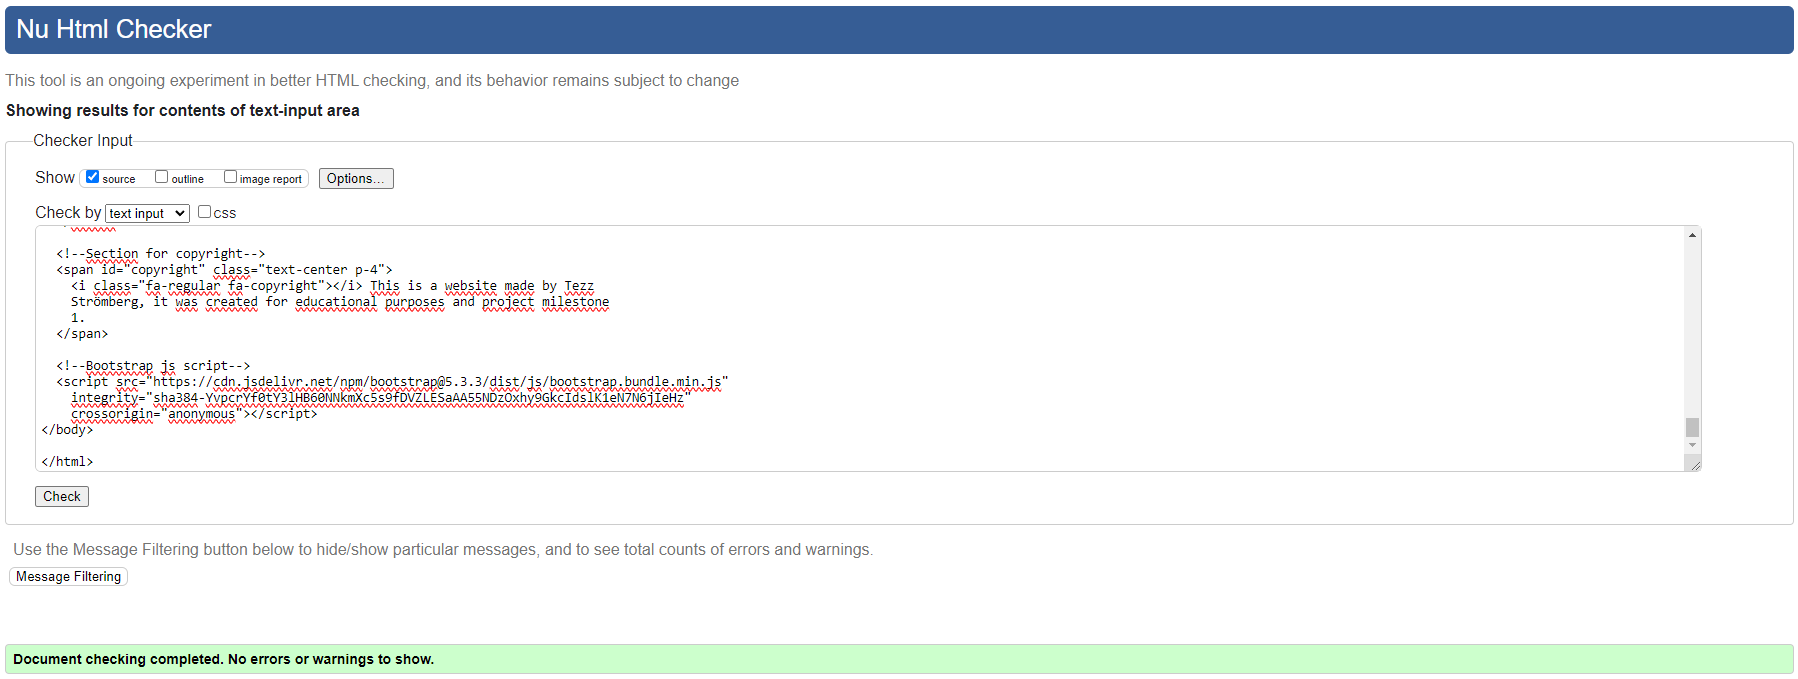 Nu Html Checker
This tool is an ongoing experiment in better HTML checking, and its behavior remains subject to change
Showing results for contents of text-input area
Checker Input
Show source outline image report Options...
Check by text input css
<!--Section for copyright-->
<span id="copyright" class="text-center p-4">
<i class="fa-regular fa-copyright"></i> This is a website made by Tezz
Strömberg, it was created for educational purposes and project milestone
1.
</span>
<!--Bootstrap js script-->
<script src="https://cdn.jsdelivr.net/npm/bootstrap@5.3.3/dist/js/bootstrap.bundle.min.js"
integrity="sha384-YvpcrYf0tY3lHB60NNkmXc5s9fDVZLESaAA55NDzOxhy9GkcIdslK1eN7N6jIeHz"
crossorigin="anonymous"></script>
</body>
</html>
Check
Use the Message Filtering button below to hide/show particular messages, and to see total counts of errors and warnings.
Message Filtering
Document checking completed. No errors or warnings to show.